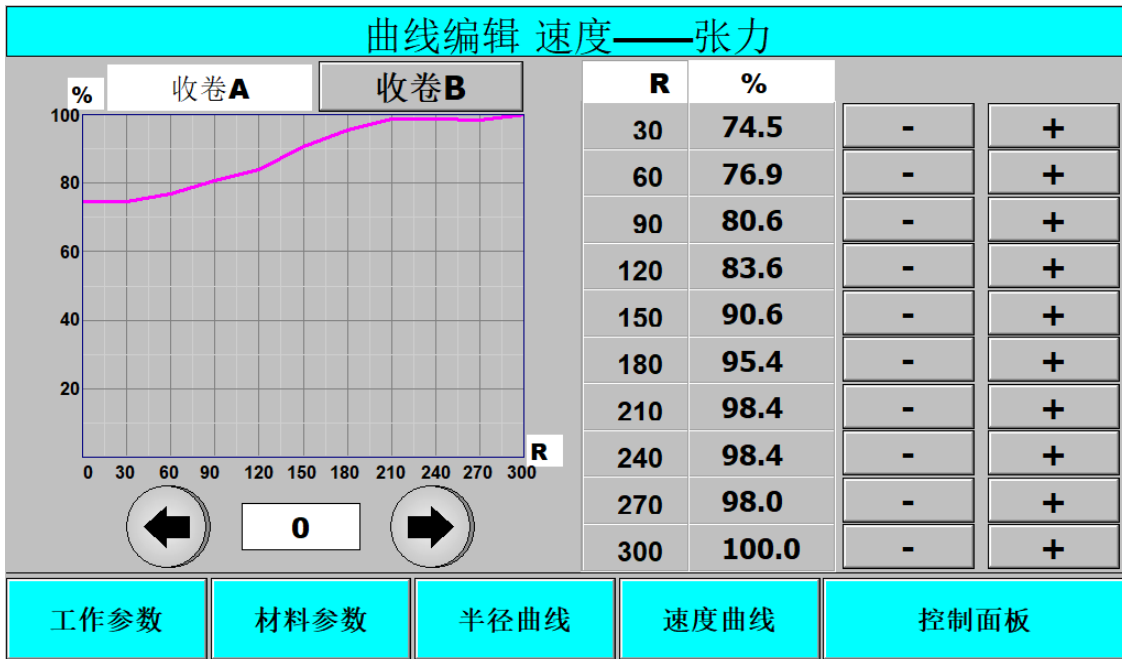 曲线编辑 速度——张力
% 收卷A 收卷B
100
80
60
40
20
0 30 60 90 120 150 180 210 240 270 300 R
0
R %
30 74.5 - +
60 76.9 - +
90 80.6 - +
120 83.6 - +
150 90.6 - +
180 95.4 - +
210 98.4 - +
240 98.4 - +
270 98.0 - +
300 100.0 - +
工作参数 材料参数 半径曲线 速度曲线 控制面板